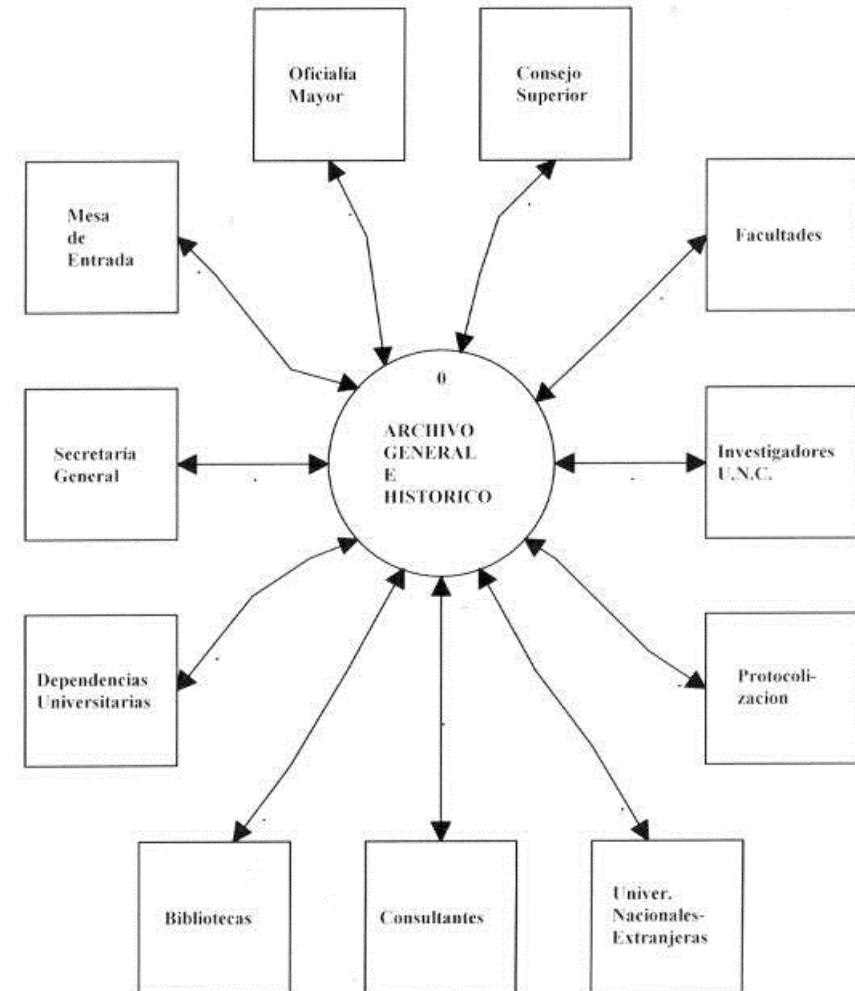 Oficialía
Mayor
Consejo
Superior
Mesa
de
Entrada
Facultades
0
ARCHIVO
GENERAL
E
HISTORICO
Secretaría
General
Investigadores
U.N.C.
Dependencias
Universitarias
Protocoli-
zacion
Bibliotecas
Consultantes
Univer.
Nacionales-
Extranjeras